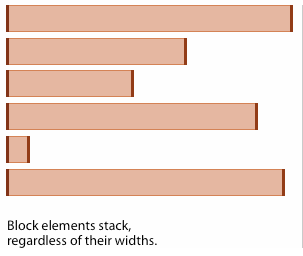 Block elements stack,
regardless of their widths.